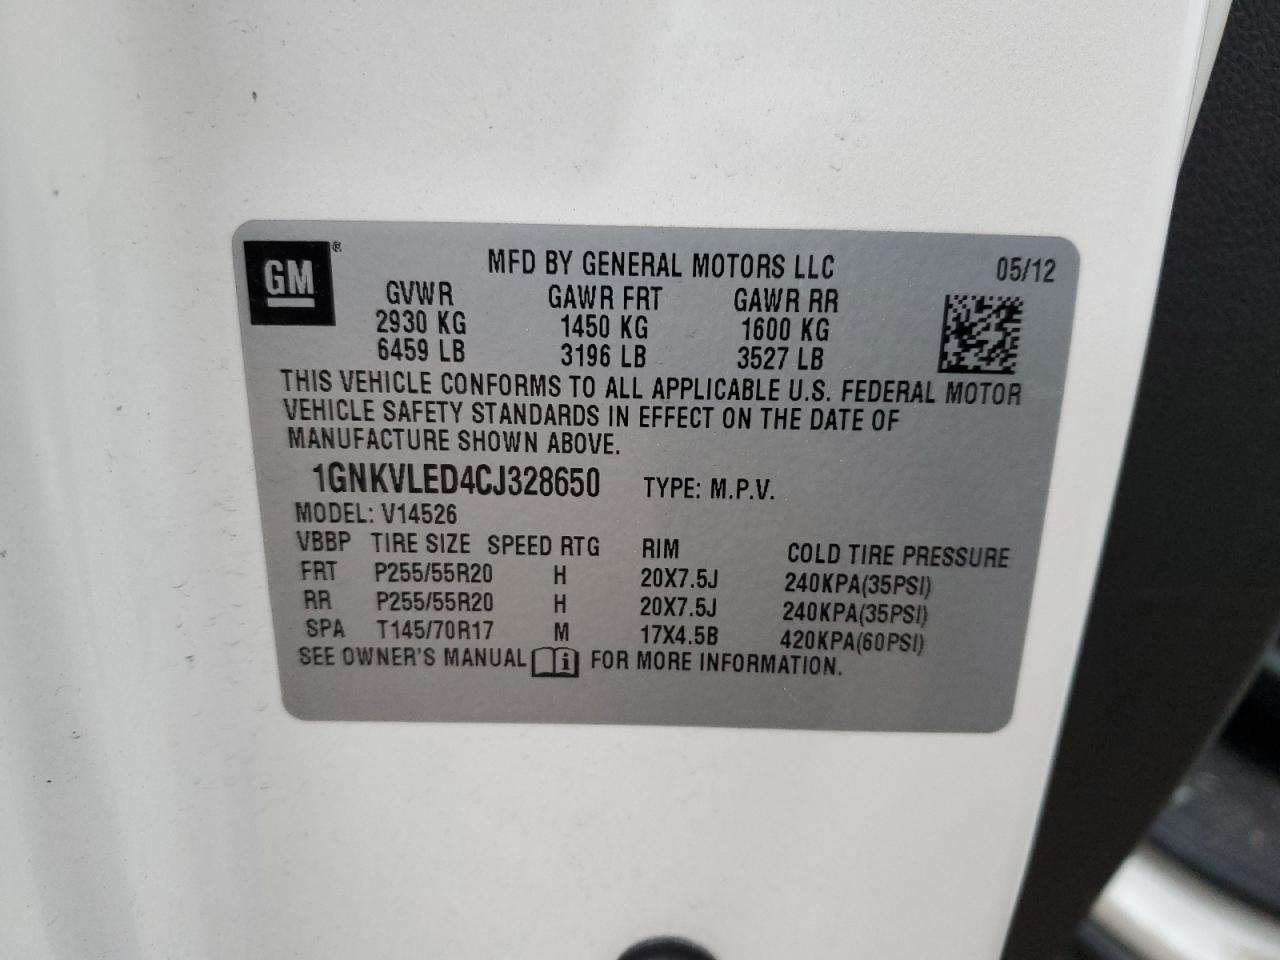 GM ® MFD BY GENERAL MOTORS LLC 05/12
GVWR GAWR FRT GAWR RR
2930 KG 1450 KG 1600 KG
6459 LB 3196 LB 3527 LB
THIS VEHICLE CONFORMS TO ALL APPLICABLE U.S. FEDERAL MOTOR
VEHICLE SAFETY STANDARDS IN EFFECT ON THE DATE OF
MANUFACTURE SHOWN ABOVE.
1GNKVLED4CJ328650 TYPE: M.P.V.
MODEL: V14526
VBBP TIRE SIZE SPEED RTG RIM COLD TIRE PRESSURE
FRT P255/55R20 H 20X7.5J 240KPA(35PSI)
RR P255/55R20 H 20X7.5J 240KPA(35PSI)
SPA T145/70R17 M 17X4.5B 420KPA(60PSI)
SEE OWNER'S MANUAL i FOR MORE INFORMATION.